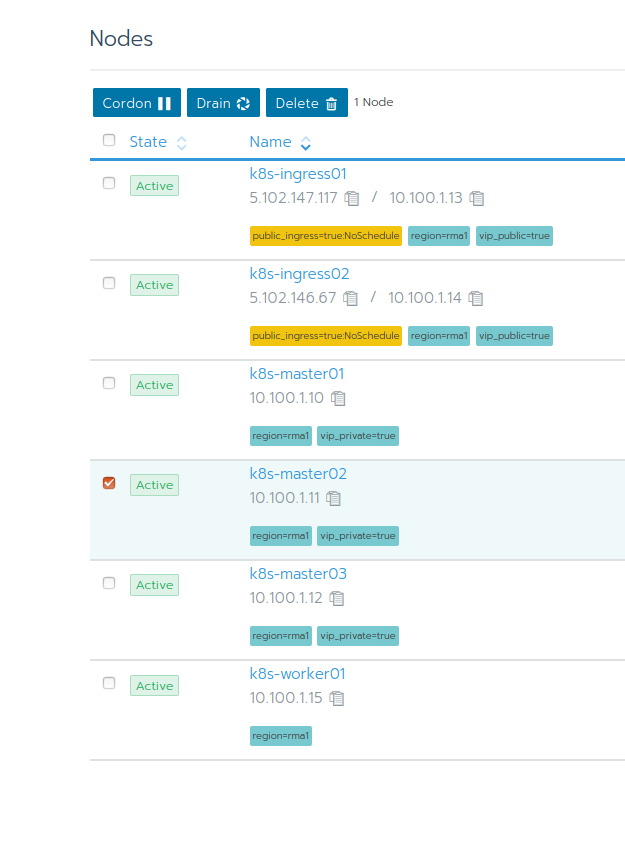 Nodes
Cordon Drain Delete 1 Node
State Name
k8s-ingress01
Active
5.102.147.117 / 10.100.1.13
public_ingress=true:NoSchedule region=rma1 vip_public=true
k8s-ingress02
Active
5.102.146.67 / 10.100.1.14
public_ingress=true:NoSchedule region=rma1 vip_public=true
k8s-master01
Active
10.100.1.10
region=rma1 vip_private=true
k8s-master02
Active
10.100.1.11
region=rma1 vip_private=true
k8s-master03
Active
10.100.1.12
region=rma1 vip_private=true
k8s-worker01
Active
10.100.1.15
region=rma1